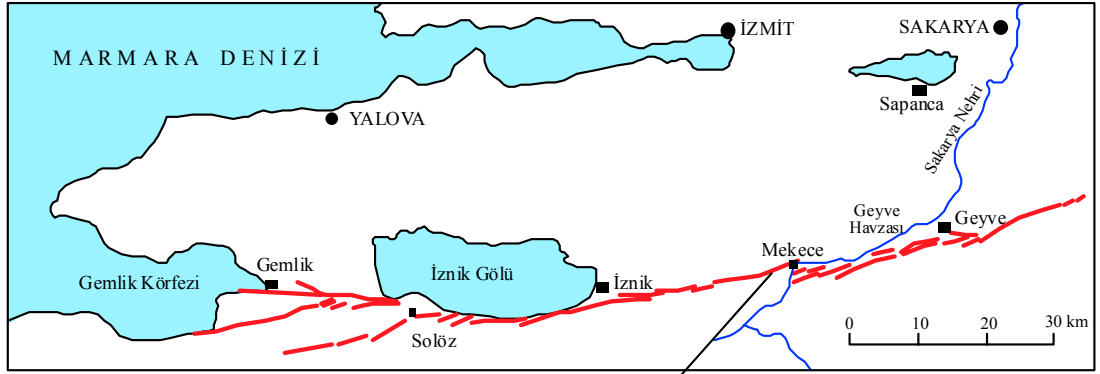 MARMARA DENİZİ
İZMİT
SAKARYA
Sapanca
YALOVA
Sakarya Nehri
Geyve
Havzası
Geyve
Mekece
Gemlik
Gemlik Körfezi
İznik Gölü
İznik
Solöz
0 10 20 30 km